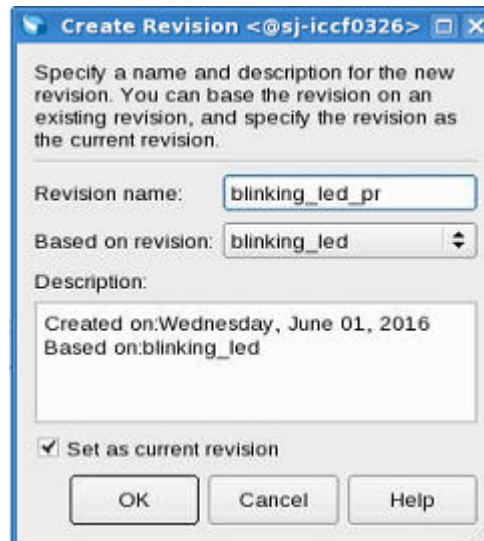 Create Revision <@sj-iccf0326>
Specify a name and description for the new
revision. You can base the revision on an
existing revision, and specify the revision as
the current revision.
Revision name: blinking_led_pr
Based on revision: blinking_led
Description:
Created on:Wednesday, June 01, 2016
Based on:blinking_led
Set as current revision
OK Cancel Help